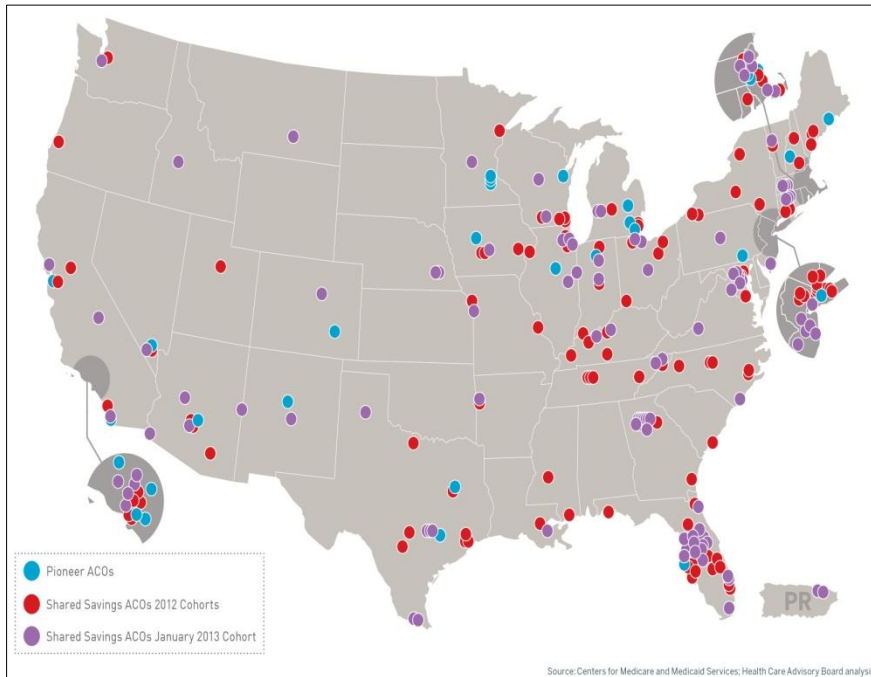 PR
Pioneer ACOs
Shared Savings ACOs 2012 Cohorts
Shared Savings ACOs January 2013 Cohort
Source: Centers for Medicare and Medicaid Services; Health Care Advisory Board analysi